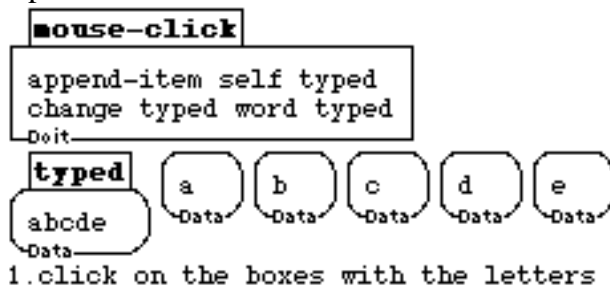 mouse-click
append-item self typed
change typed word typed
Doit
typed a b c d e
abcde Data Data Data Data Data
Data
1.click on the boxes with the letters